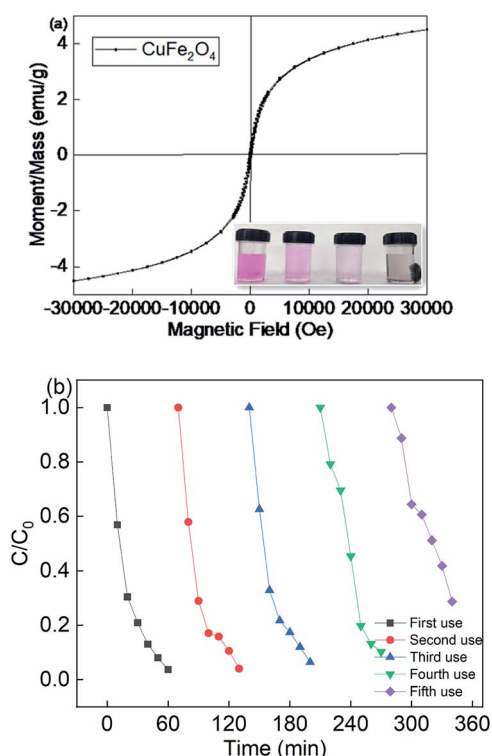 (a)
CuFe2O4
Moment/Mass (emu/g)
4
2
0
−2
−4
−30000 −20000 −10000 0 10000 20000 30000
Magnetic Field (Oe)
(b)
C/C0
1.0
0.8
0.6
0.4
0.2
0.0
First use
Second use
Third use
Fourth use
Fifth use
0 60 120 180 240 300 360
Time (min)